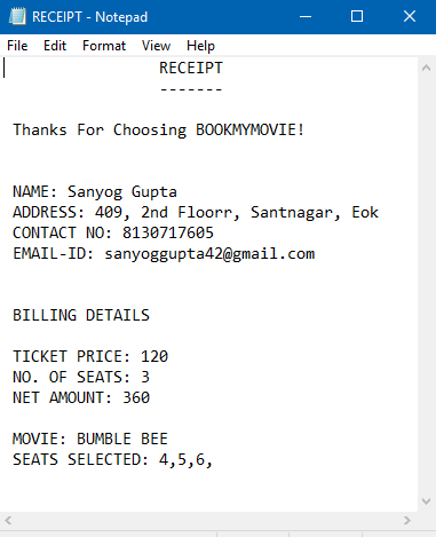 RECEIPT - Notepad
File Edit Format View Help
RECEIPT
-------
Thanks For Choosing BOOKMYMOVIE!
NAME: Sanyog Gupta
ADDRESS: 409, 2nd Floorr, Santnagar, Eok
CONTACT NO: 8130717605
EMAIL-ID: sanyoggupta42@gmail.com
BILLING DETAILS
TICKET PRICE: 120
NO. OF SEATS: 3
NET AMOUNT: 360
MOVIE: BUMBLE BEE
SEATS SELECTED: 4,5,6,